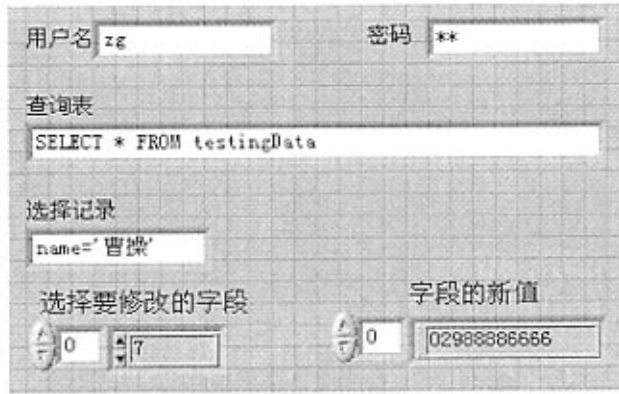 用户名 zg 密码 **
查询表
SELECT * FROM testingData
选择记录
name='曹操'
选择要修改的字段 字段的新值
0 7 0 02988886666